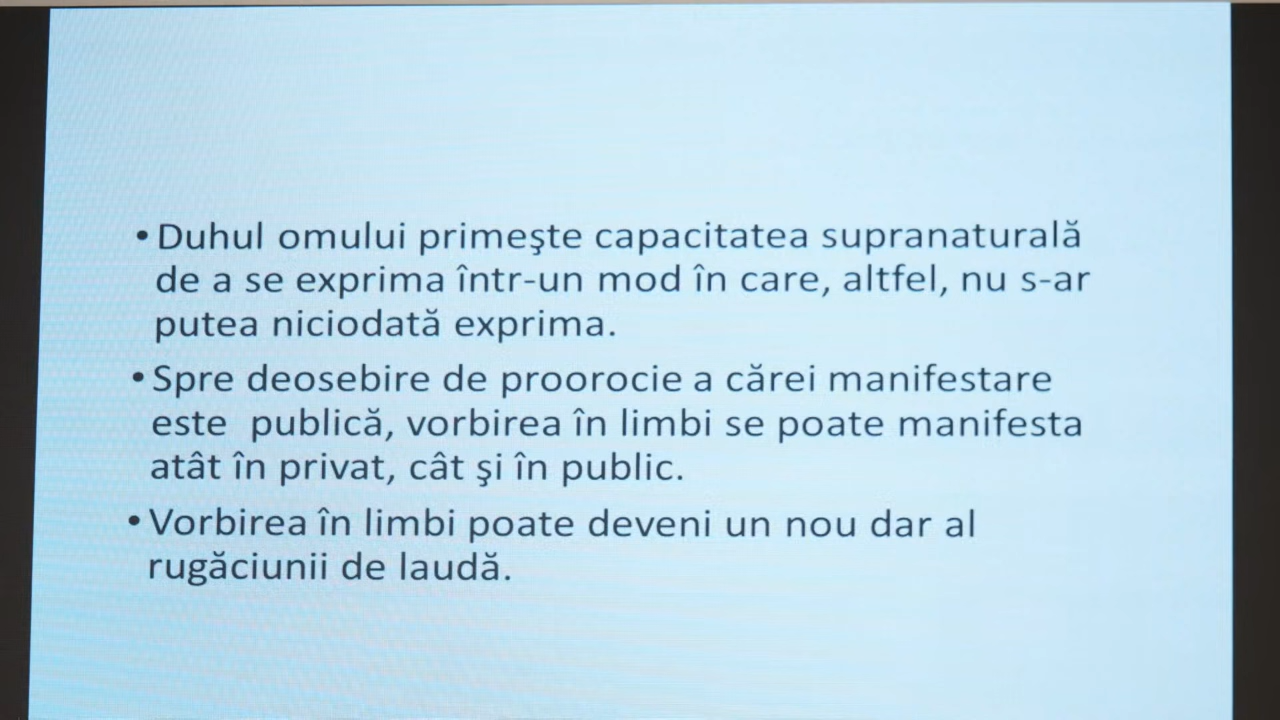 • Duhul omului primeşte capacitatea supranaturală
de a se exprima într-un mod în care, altfel, nu s-ar
putea niciodată exprima.
• Spre deosebire de proorocie a cărei manifestare
este  publică, vorbirea în limbi se poate manifesta
atât în privat, cât şi în public.
• Vorbirea în limbi poate deveni un nou dar al
rugăciunii de laudă.